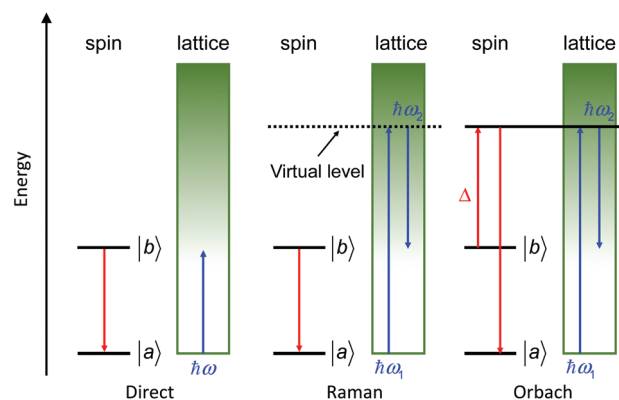 spin lattice spin lattice spin lattice
ħω₂ ħω₂
Virtual level
Energy
Δ
|b⟩ |b⟩ |b⟩
|a⟩ |a⟩ |a⟩
ħω ħω₁ ħω₁
Direct Raman Orbach